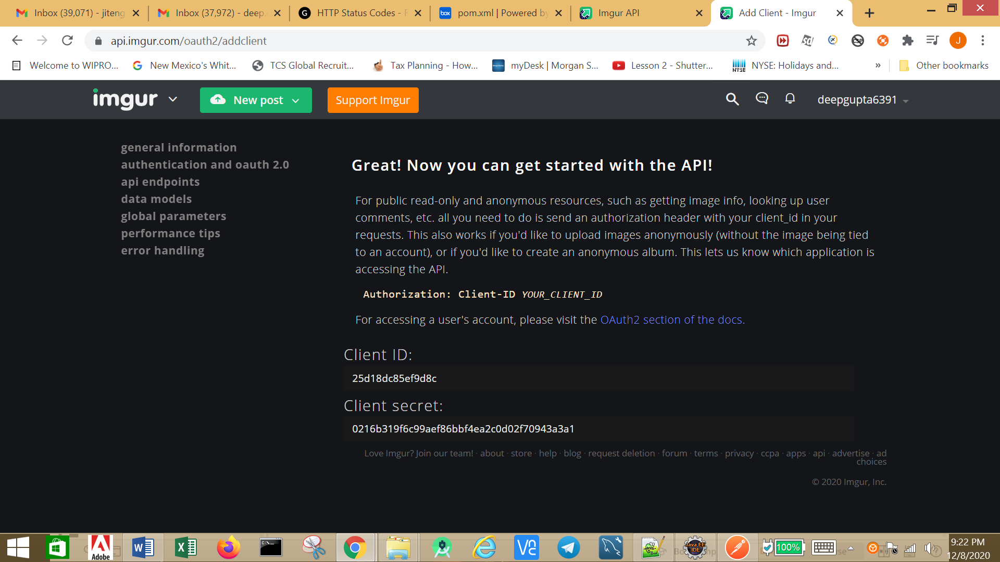 Inbox (39,071) - jiteng
Inbox (37,972) - deep.
HTTP Status Codes -
pom.xml | Powered by
Imgur API
Add Client - Imgur
api.imgur.com/oauth2/addclient
J
Welcome to WIPRO...
New Mexico's Whit...
TCS Global Recruit...
Tax Planning - How...
myDesk | Morgan S...
Lesson 2 - Shutter...
NYSE: Holidays and...
»
Other bookmarks
imgur
New post
Support Imgur
deepgupta6391
general information
authentication and oauth 2.0
api endpoints
data models
global parameters
performance tips
error handling
Great! Now you can get started with the API!
For public read-only and anonymous resources, such as getting image info, looking up user
comments, etc. all you need to do is send an authorization header with your client_id in your
requests. This also works if you'd like to upload images anonymously (without the image being tied
to an account), or if you'd like to create an anonymous album. This lets us know which application is
accessing the API.
Authorization: Client-ID YOUR_CLIENT_ID
For accessing a user's account, please visit the OAuth2 section of the docs.
Client ID:
25d18dc85ef9d8c
Client secret:
0216b319f6c99aef86bbf4ea2c0d02f70943a3a1
Love Imgur? Join our team! · about · store · help · blog · request deletion · forum · terms · privacy · ccpa · apps · api · advertise · ad
choices
© 2020 Imgur, Inc.
Adobe
Java EE
IDE
100%
9:22 PM
12/8/2020